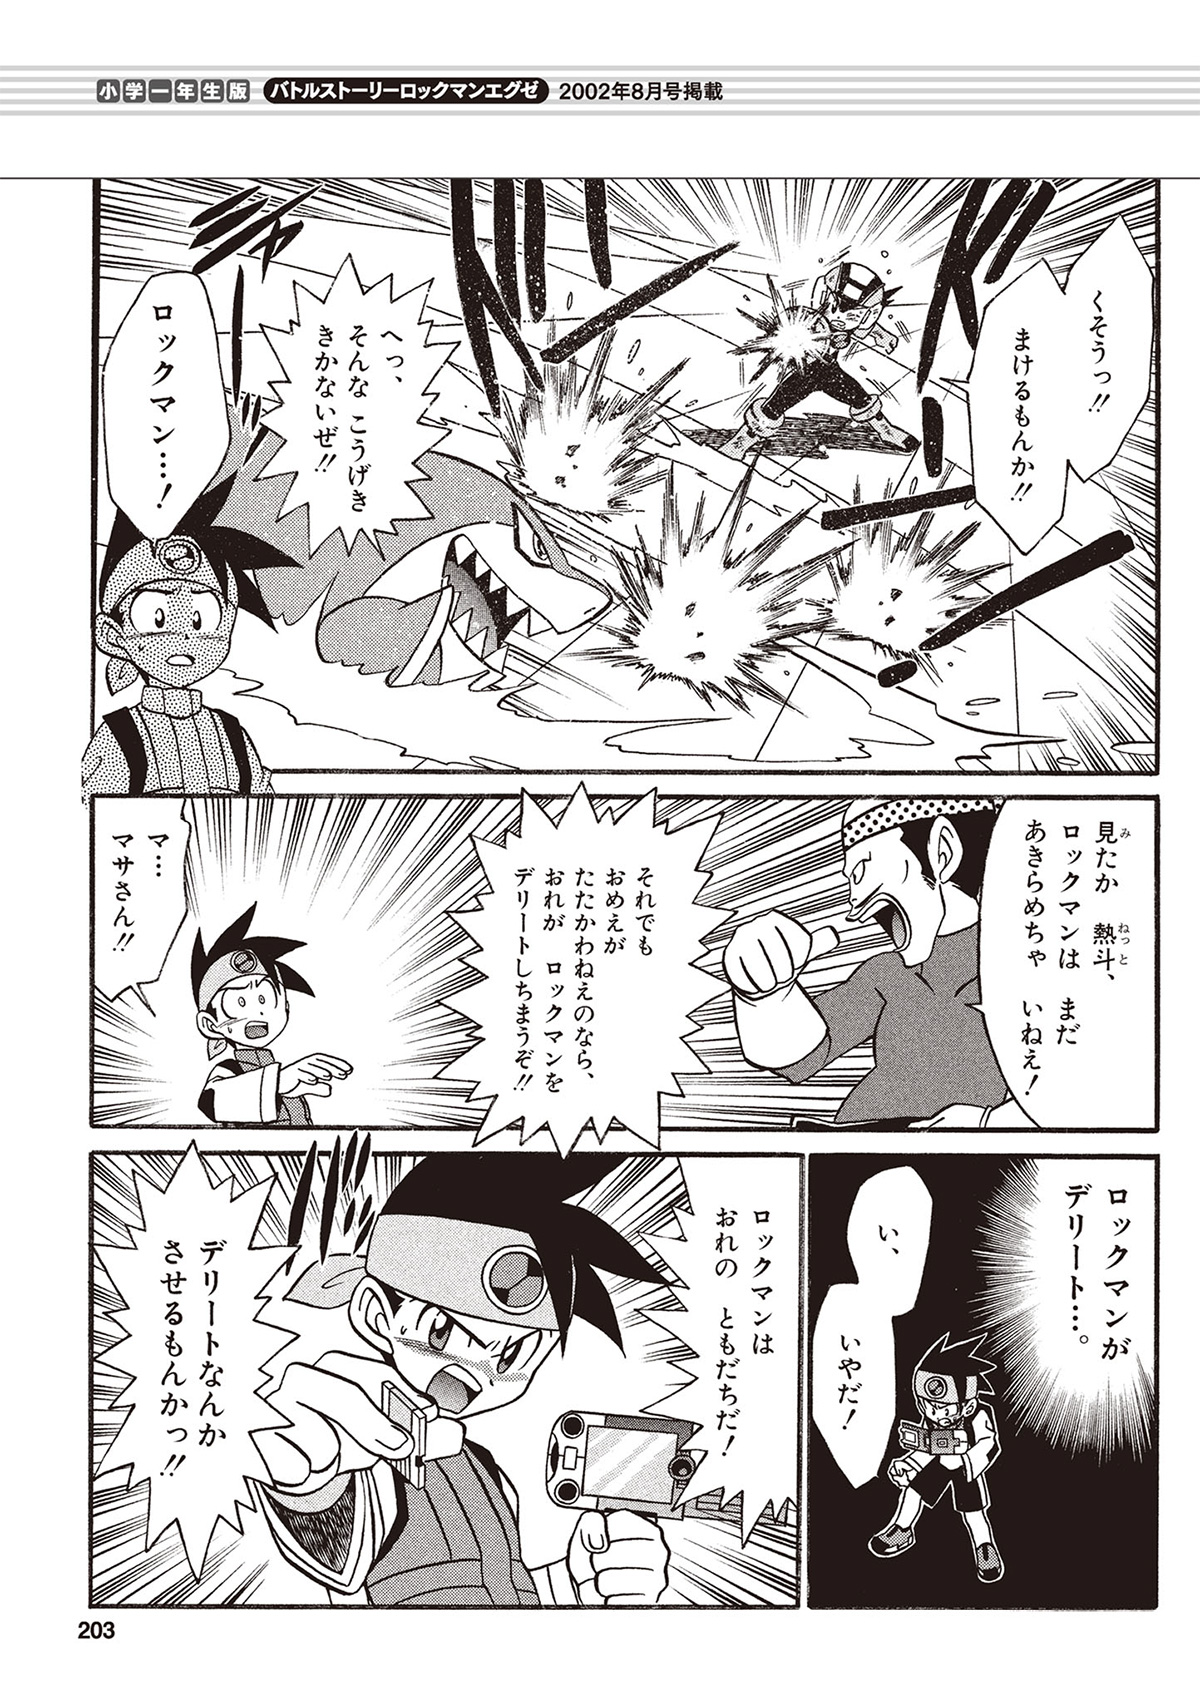 小学一年生版 バトルストーリーロックマンエグゼ 2002年8月号掲載
くそうっ!!
まけるもんか!!
へっ、
そんな こうげき
きかないぜ!!
ロックマン…!
見たか 熱斗、
み ねっと
ロックマンは まだ
あきらめちゃ いねえ!
それでも
おめえが
たたかわねえのなら、
おれが ロックマンを
デリートしちまうぞ!!
マ…
マサさん!!
ロックマンが
デリート…。
い、
いやだ!
ロックマンは
おれの ともだちだ!
デリートなんか
させるもんかっ!!
203